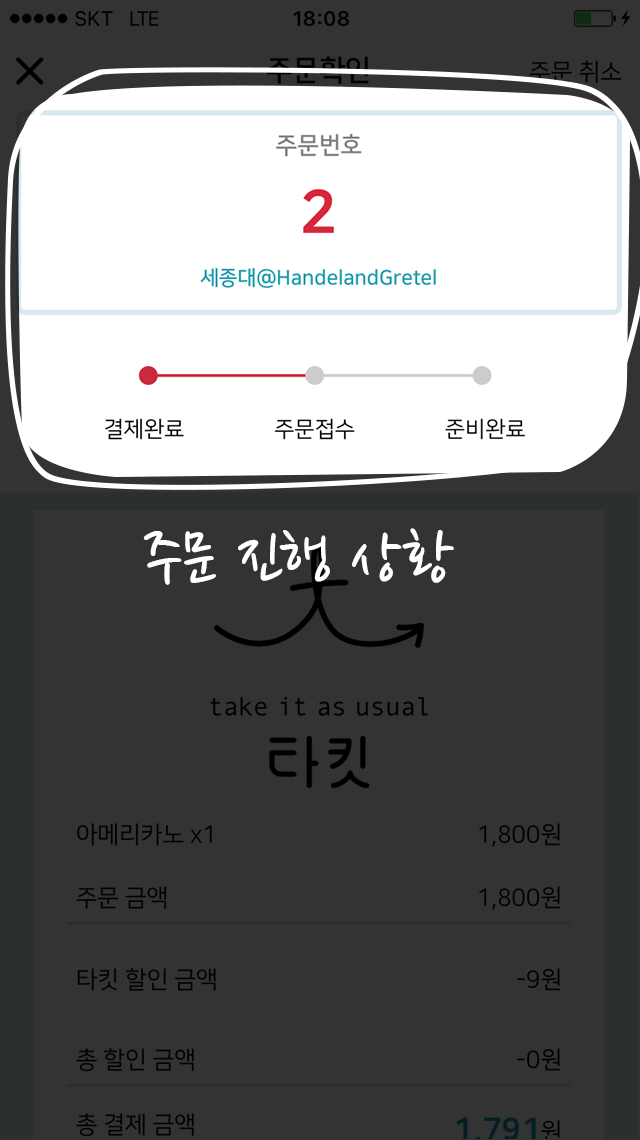 SKT LTE 18:08
주문확인 주문 취소
주문번호
2
세종대@HandelandGretel
결제완료 주문접수 준비완료
주문 진행 상황
take it as usual
타킷
아메리카노 x1 1,800원
주문 금액 1,800원
타킷 할인 금액 -9원
총 할인 금액 -0원
총 결제 금액 1,791원